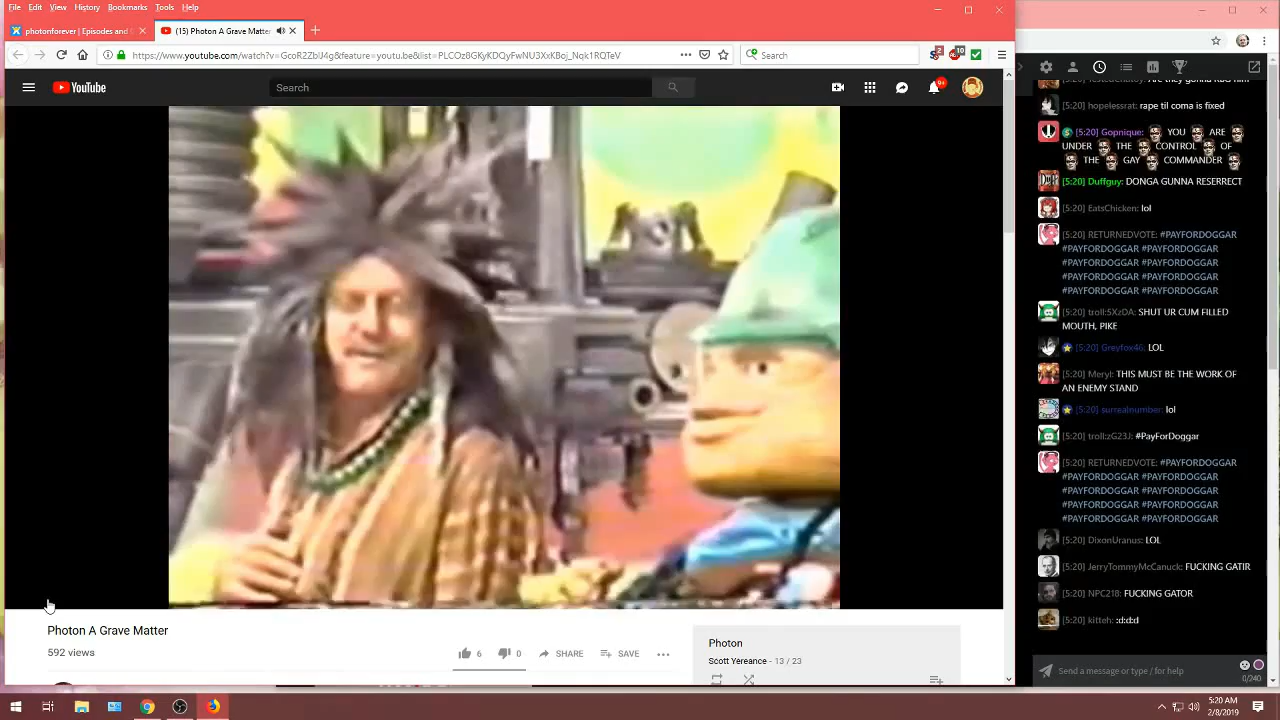 File Edit View History Bookmarks Tools Help
photonforever | Episodes and
(15) Photon A Grave Matter
https://www.youtube.com/watch?v=GcoR2ZblJ4g&feature=youtu.be&list=PLCOz8GKyKDQyFwNU3XxKBoj_Nqk1RQTeV
Search
2
10
YouTube
Search
9+
Photon A Grave Matter
592 views
6
0
SHARE
SAVE
Photon
Scott Yereance - 13 / 23
hopelessrat: rape til coma is fixed
[5:20] Gopnique: YOU ARE
UNDER THE CONTROL OF
THE GAY COMMANDER
[5:20] Duffguy: DONGA GUNNA RESERRECT
[5:20] EatsChicken: lol
[5:20] RETURNEDVOTE: #PAYFORDOGGAR
#PAYFORDOGGAR #PAYFORDOGGAR
#PAYFORDOGGAR #PAYFORDOGGAR
#PAYFORDOGGAR #PAYFORDOGGAR
#PAYFORDOGGAR #PAYFORDOGGAR
[5:20] troll:SXzDA: SHUT UR CUM FILLED
MOUTH, PIKE
[5:20] Greyfox46: LOL
[5:20] Meryl: THIS MUST BE THE WORK OF
AN ENEMY STAND
[5:20] surrealnumber: lol
[5:20] troll:zG23J: #PayForDoggar
[5:20] RETURNEDVOTE: #PAYFORDOGGAR
#PAYFORDOGGAR #PAYFORDOGGAR
#PAYFORDOGGAR #PAYFORDOGGAR
#PAYFORDOGGAR #PAYFORDOGGAR
#PAYFORDOGGAR #PAYFORDOGGAR
[5:20] DixonUranus: LOL
[5:20] JerryTommyMcCanuck: FUCKING GATIR
[5:20] NPC218: FUCKING GATOR
[5:20] kitteh: :d:d:d
Send a message or type / for help
0/240
5:20 AM
2/8/2019